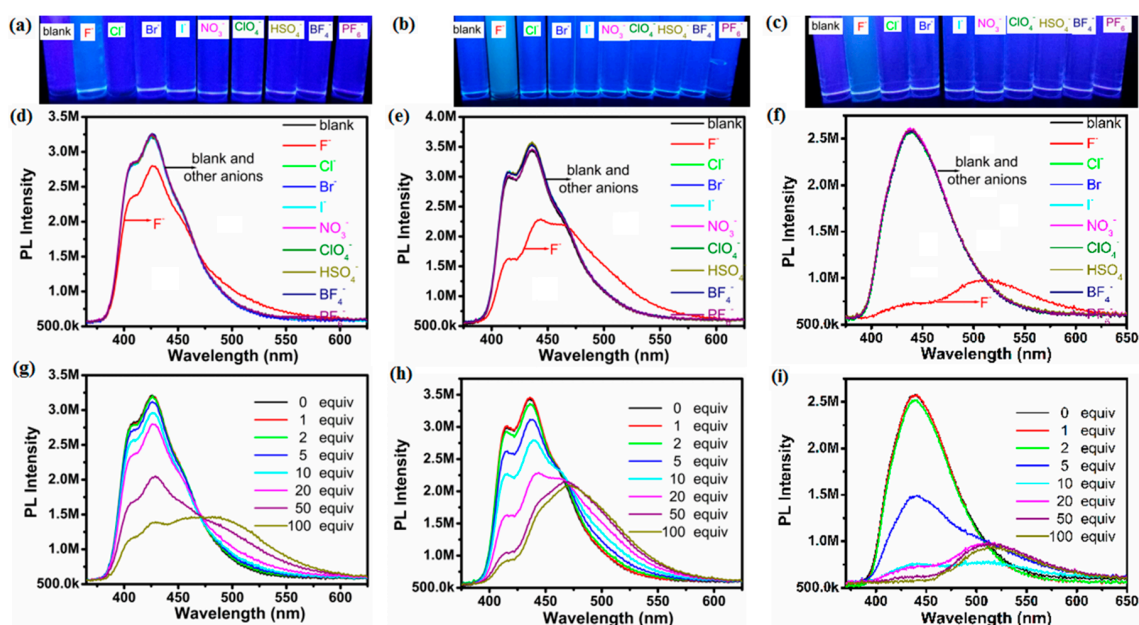 (a)
blank F⁻ Cl⁻ Br⁻ I⁻ NO₃⁻ ClO₄⁻ HSO₄⁻ BF₄⁻ PF₆⁻
(b)
blank F⁻ Cl⁻ Br⁻ I⁻ NO₃⁻ ClO₄⁻ HSO₄⁻ BF₄⁻ PF₆⁻
(c)
blank F⁻ Cl⁻ Br⁻ I⁻ NO₃⁻ ClO₄⁻ HSO₄⁻ BF₄⁻ PF₆⁻
(d)
PL Intensity
3.5M
3.0M
2.5M
2.0M
1.5M
1.0M
500.0k
blank
F⁻
Cl⁻
Br⁻
I⁻
NO₃⁻
ClO₄⁻
HSO₄⁻
BF₄⁻
PF₆⁻
blank and
other anions
F⁻
400 450 500 550 600
Wavelength (nm)
(e)
PL Intensity
4.0M
3.5M
3.0M
2.5M
2.0M
1.5M
1.0M
500.0k
blank
F⁻
Cl⁻
Br⁻
I⁻
NO₃⁻
ClO₄⁻
HSO₄⁻
BF₄⁻
PF₆⁻
blank and
other anions
F⁻
400 450 500 550 600
Wavelength (nm)
(f)
PL Intensity
2.5M
2.0M
1.5M
1.0M
500.0k
blank
F⁻
Cl⁻
Br⁻
I⁻
NO₃⁻
ClO₄⁻
HSO₄⁻
BF₄⁻
PF₆⁻
blank and
other anions
F⁻
400 450 500 550 600 650
Wavelength (nm)
(g)
PL Intensity
3.5M
3.0M
2.5M
2.0M
1.5M
1.0M
500.0k
0 equiv
1 equiv
2 equiv
5 equiv
10 equiv
20 equiv
50 equiv
100 equiv
400 450 500 550 600
Wavelength (nm)
(h)
PL Intensity
3.5M
3.0M
2.5M
2.0M
1.5M
1.0M
500.0k
0 equiv
1 equiv
2 equiv
5 equiv
10 equiv
20 equiv
50 equiv
100 equiv
400 450 500 550 600
Wavelength (nm)
(i)
PL Intensity
2.5M
2.0M
1.5M
1.0M
500.0k
0 equiv
1 equiv
2 equiv
5 equiv
10 equiv
20 equiv
50 equiv
100 equiv
400 450 500 550 600 650
Wavelength (nm)